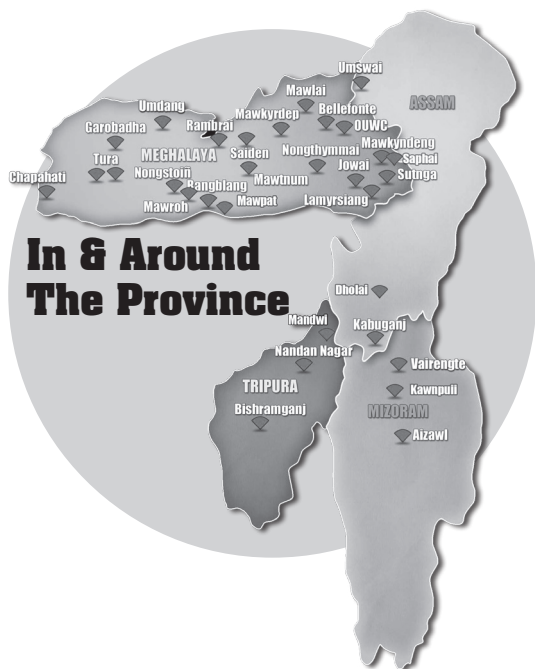 Umswai
ASSAM
Mawlai
Umdang
Bellefonte
Mawkyrdep
Garobadha
Rambrai
OUWC
Mawkyndeng
Nongthymmai
Tura
MEGHALAYA
Saiden
Jowai
Saphai
Chapahati
Nongstoin
Mawtnum
Sutnga
Rangblang
Mawroh
Mawpat
Lamyrsiang
In & Around
The Province
Dholai
Mandwi
Kabuganj
Nandan Nagar
Vairengte
TRIPURA
Kawnpuii
Bishramganj
MIZORAM
Aizawl